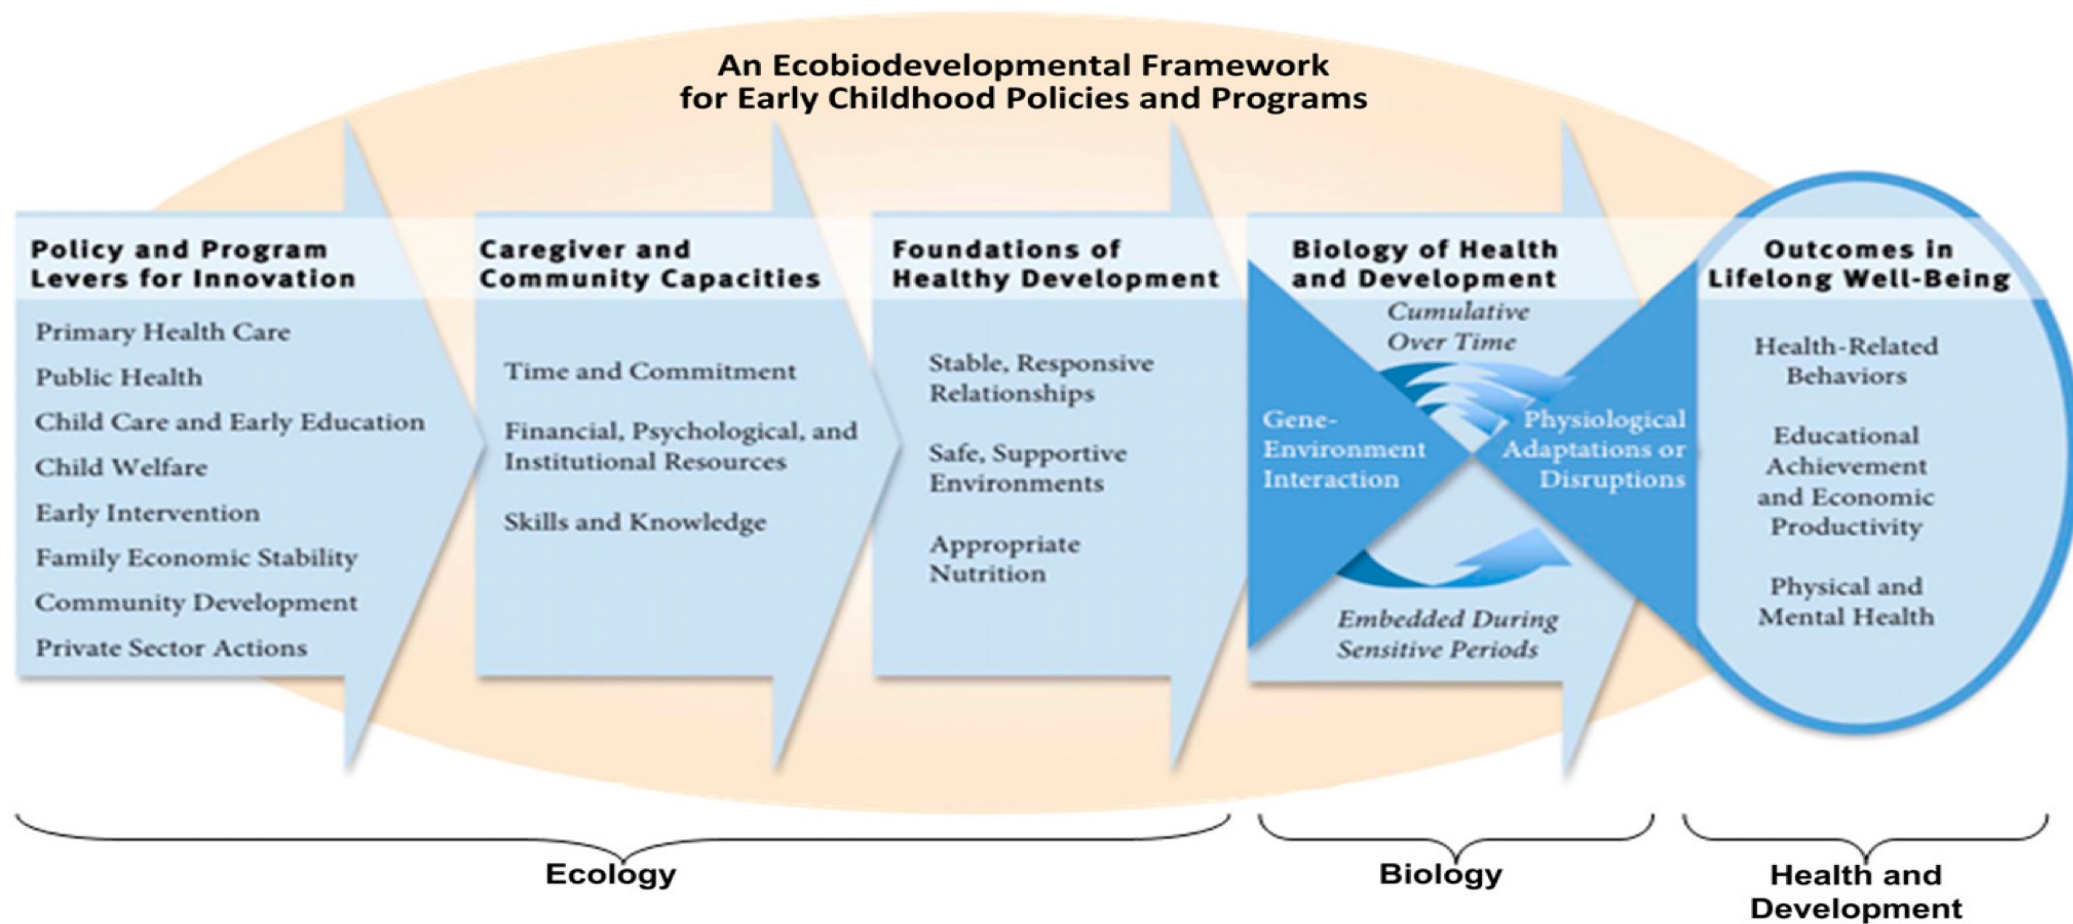 An Ecobiodevelopmental Framework
for Early Childhood Policies and Programs
Policy and Program
Levers for Innovation
Primary Health Care
Public Health
Child Care and Early Education
Child Welfare
Early Intervention
Family Economic Stability
Community Development
Private Sector Actions
Caregiver and
Community Capacities
Time and Commitment
Financial, Psychological, and
Institutional Resources
Skills and Knowledge
Foundations of
Healthy Development
Stable, Responsive
Relationships
Safe, Supportive
Environments
Appropriate
Nutrition
Biology of Health
and Development
Cumulative
Over Time
Gene-
Environment
Interaction
Physiological
Adaptations or
Disruptions
Embedded During
Sensitive Periods
Outcomes in
Lifelong Well-Being
Health-Related
Behaviors
Educational
Achievement
and Economic
Productivity
Physical and
Mental Health
Ecology
Biology
Health and
Development